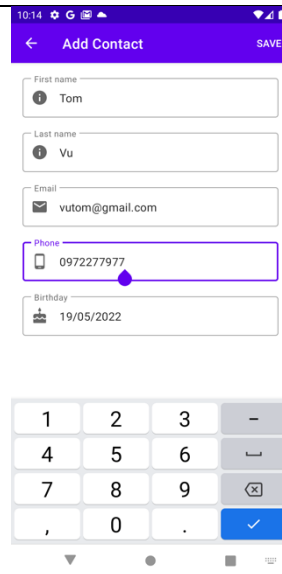 10:14 G
Add Contact SAVE
First name
Tom
Last name
Vu
Email
vutom@gmail.com
Phone
0972277977
Birthday
19/05/2022
1 2 3 -
4 5 6
7 8 9
, 0 .